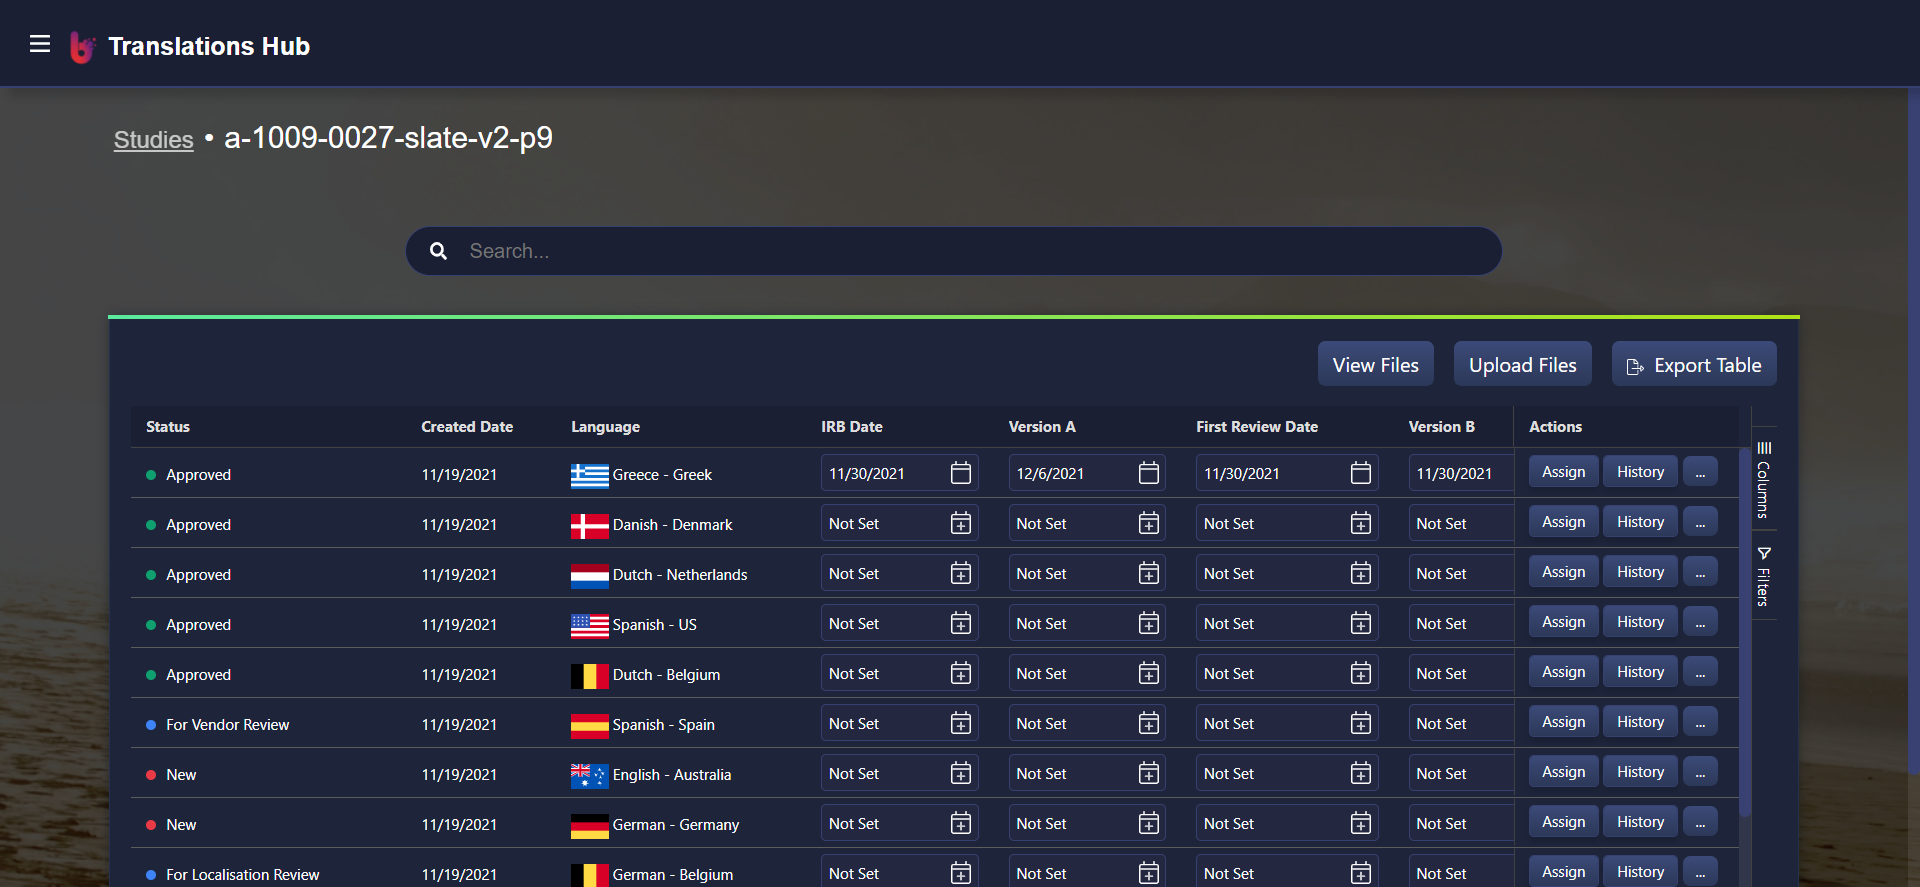 Translations Hub
Studies • a-1009-0027-slate-v2-p9
Search...
View Files Upload Files Export Table
Status Created Date Language IRB Date Version A First Review Date Version B Actions
Approved 11/19/2021 Greece - Greek 11/30/2021 12/6/2021 11/30/2021 11/30/2021 Assign History ...
Approved 11/19/2021 Danish - Denmark Not Set Not Set Not Set Not Set Assign History ...
Approved 11/19/2021 Dutch - Netherlands Not Set Not Set Not Set Not Set Assign History ...
Approved 11/19/2021 Spanish - US Not Set Not Set Not Set Not Set Assign History ...
Approved 11/19/2021 Dutch - Belgium Not Set Not Set Not Set Not Set Assign History ...
For Vendor Review 11/19/2021 Spanish - Spain Not Set Not Set Not Set Not Set Assign History ...
New 11/19/2021 English - Australia Not Set Not Set Not Set Not Set Assign History ...
New 11/19/2021 German - Germany Not Set Not Set Not Set Not Set Assign History ...
For Localisation Review 11/19/2021 German - Belgium Not Set Not Set Not Set Not Set Assign History ...
Columns
Filters